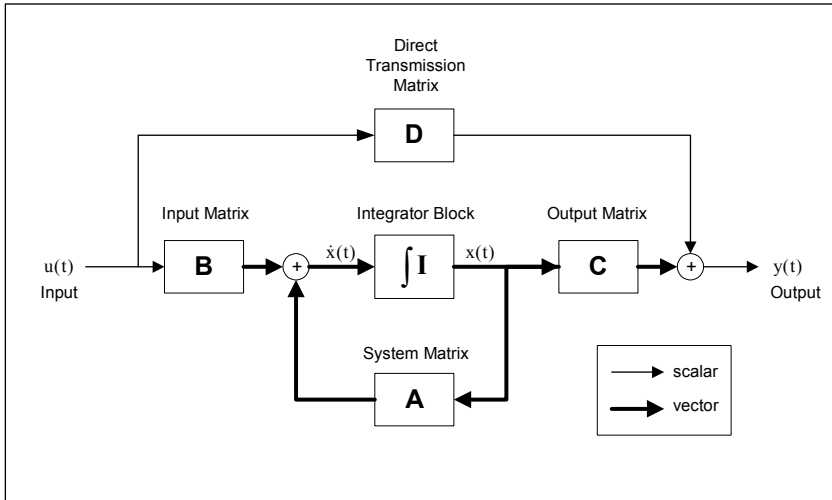 Direct
Transmission
Matrix
D
Input Matrix
Integrator Block
Output Matrix
u(t)
Input
B
+
ẋ(t)
∫I
x(t)
C
+
y(t)
Output
System Matrix
A
scalar
vector